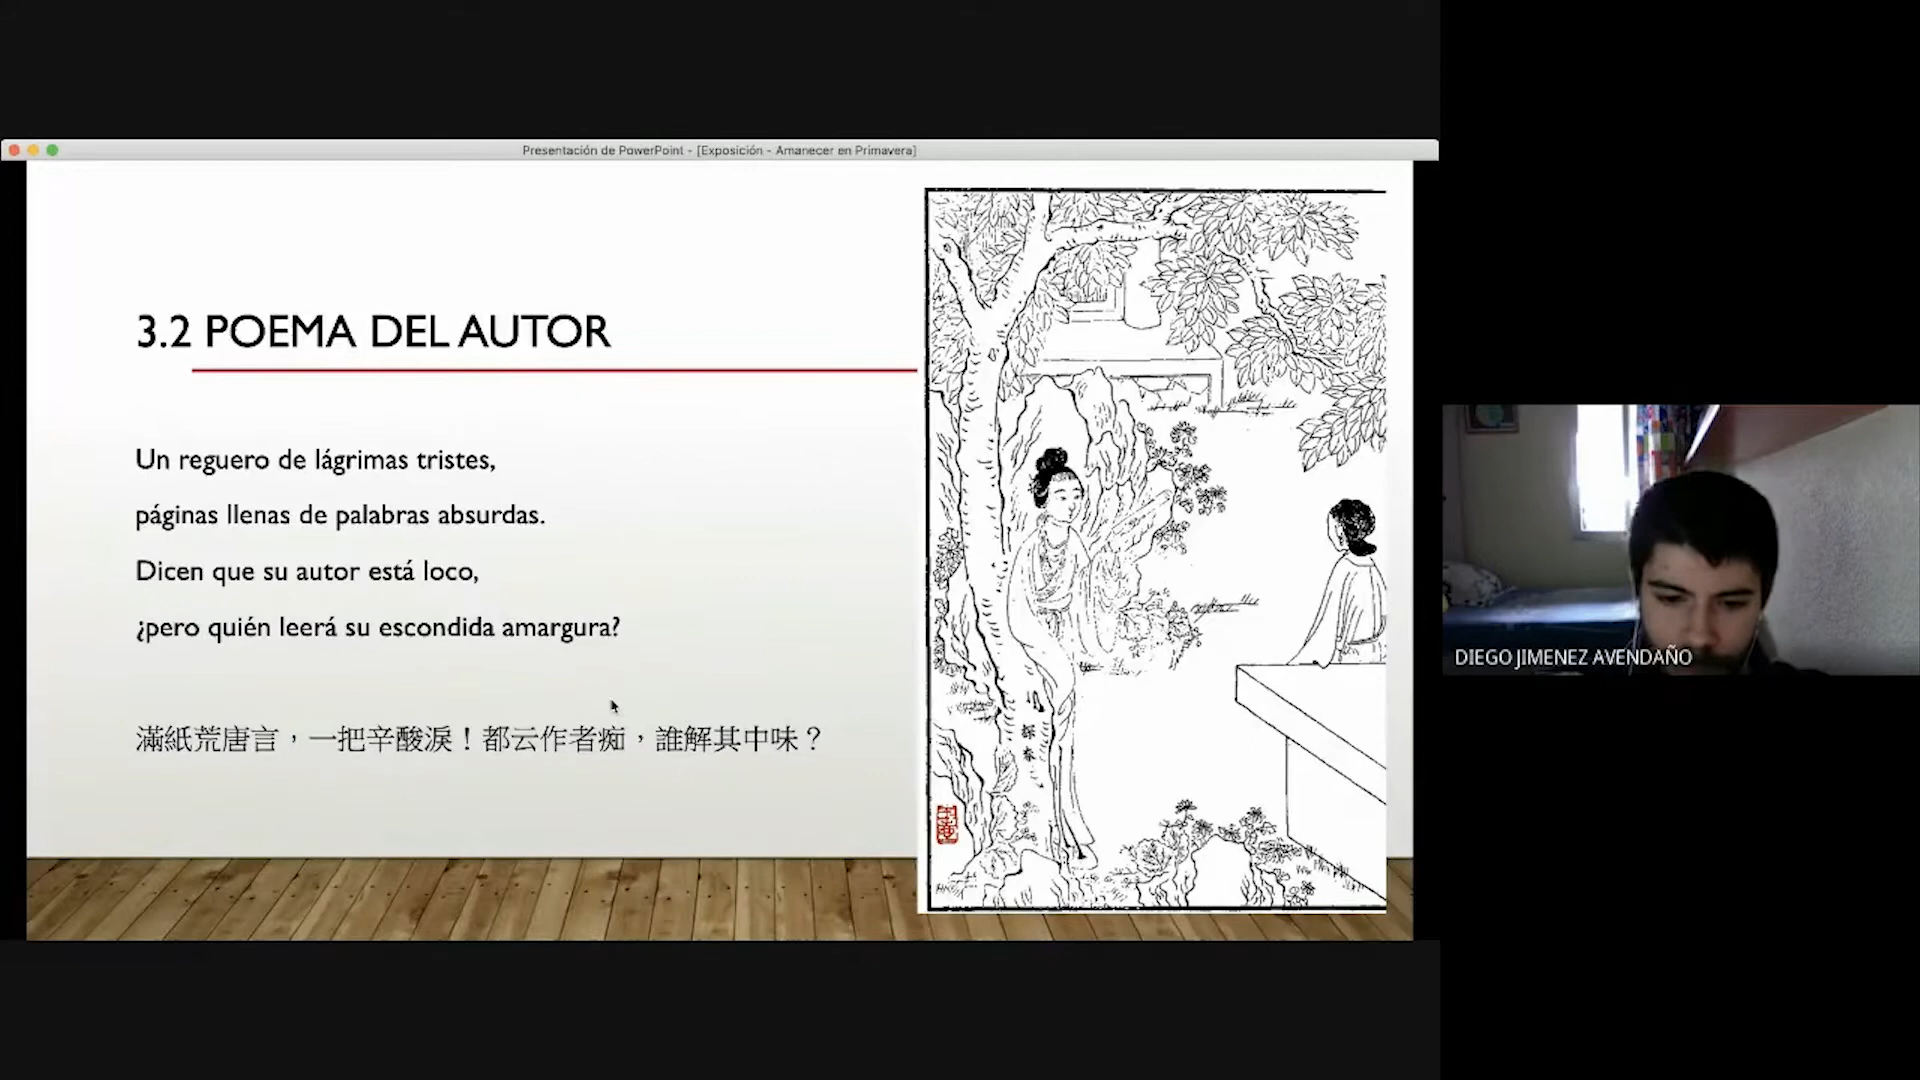 Presentación de PowerPoint - [Exposición - Amanecer en Primavera]
3.2 POEMA DEL AUTOR
Un reguero de lágrimas tristes,
páginas llenas de palabras absurdas.
Dicen que su autor está loco,
¿pero quién leerá su escondida amargura?
滿紙荒唐言，一把辛酸淚！都云作者痴，誰解其中味？
探春
DIEGO JIMENEZ AVENDAÑO